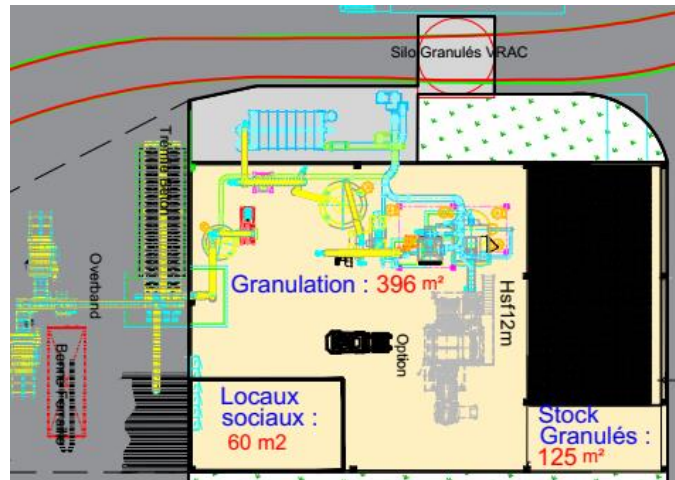 Silo Granulés VRAC
Trémie Béton
Overband
Benne Ferraille
Granulation : 396 m²
Hsf12m
Option
Locaux
sociaux :
60 m2
Stock
Granulés :
125 m²